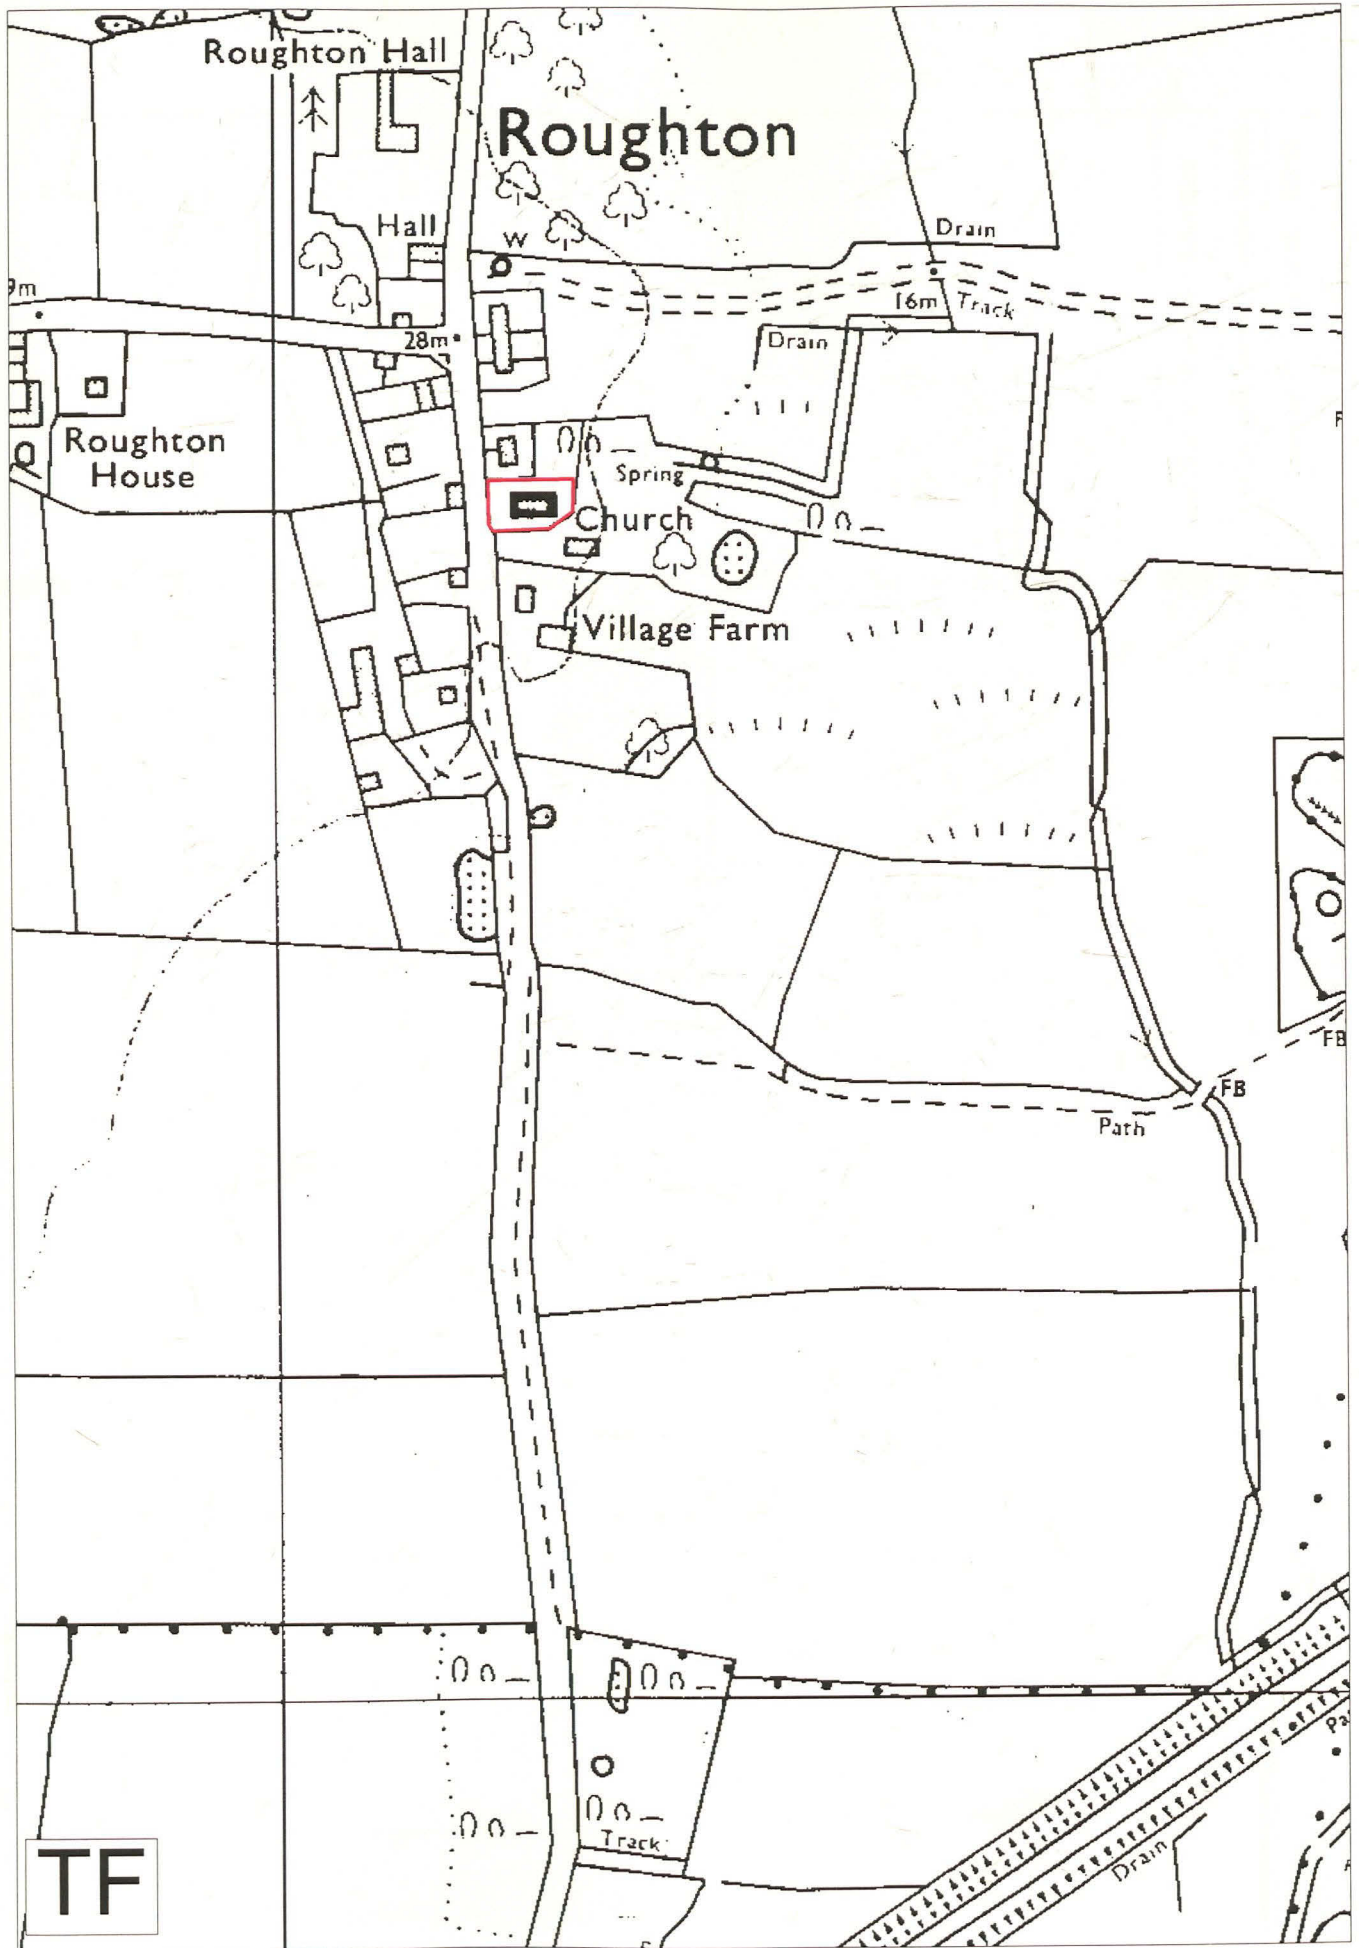 Roughton Hall
Roughton
Hall
W
Drain
9m
16m
Track
28m
Drain
Roughton
House
Spring
Church
Village Farm
FB
FB
Path
Track
Drain
TF